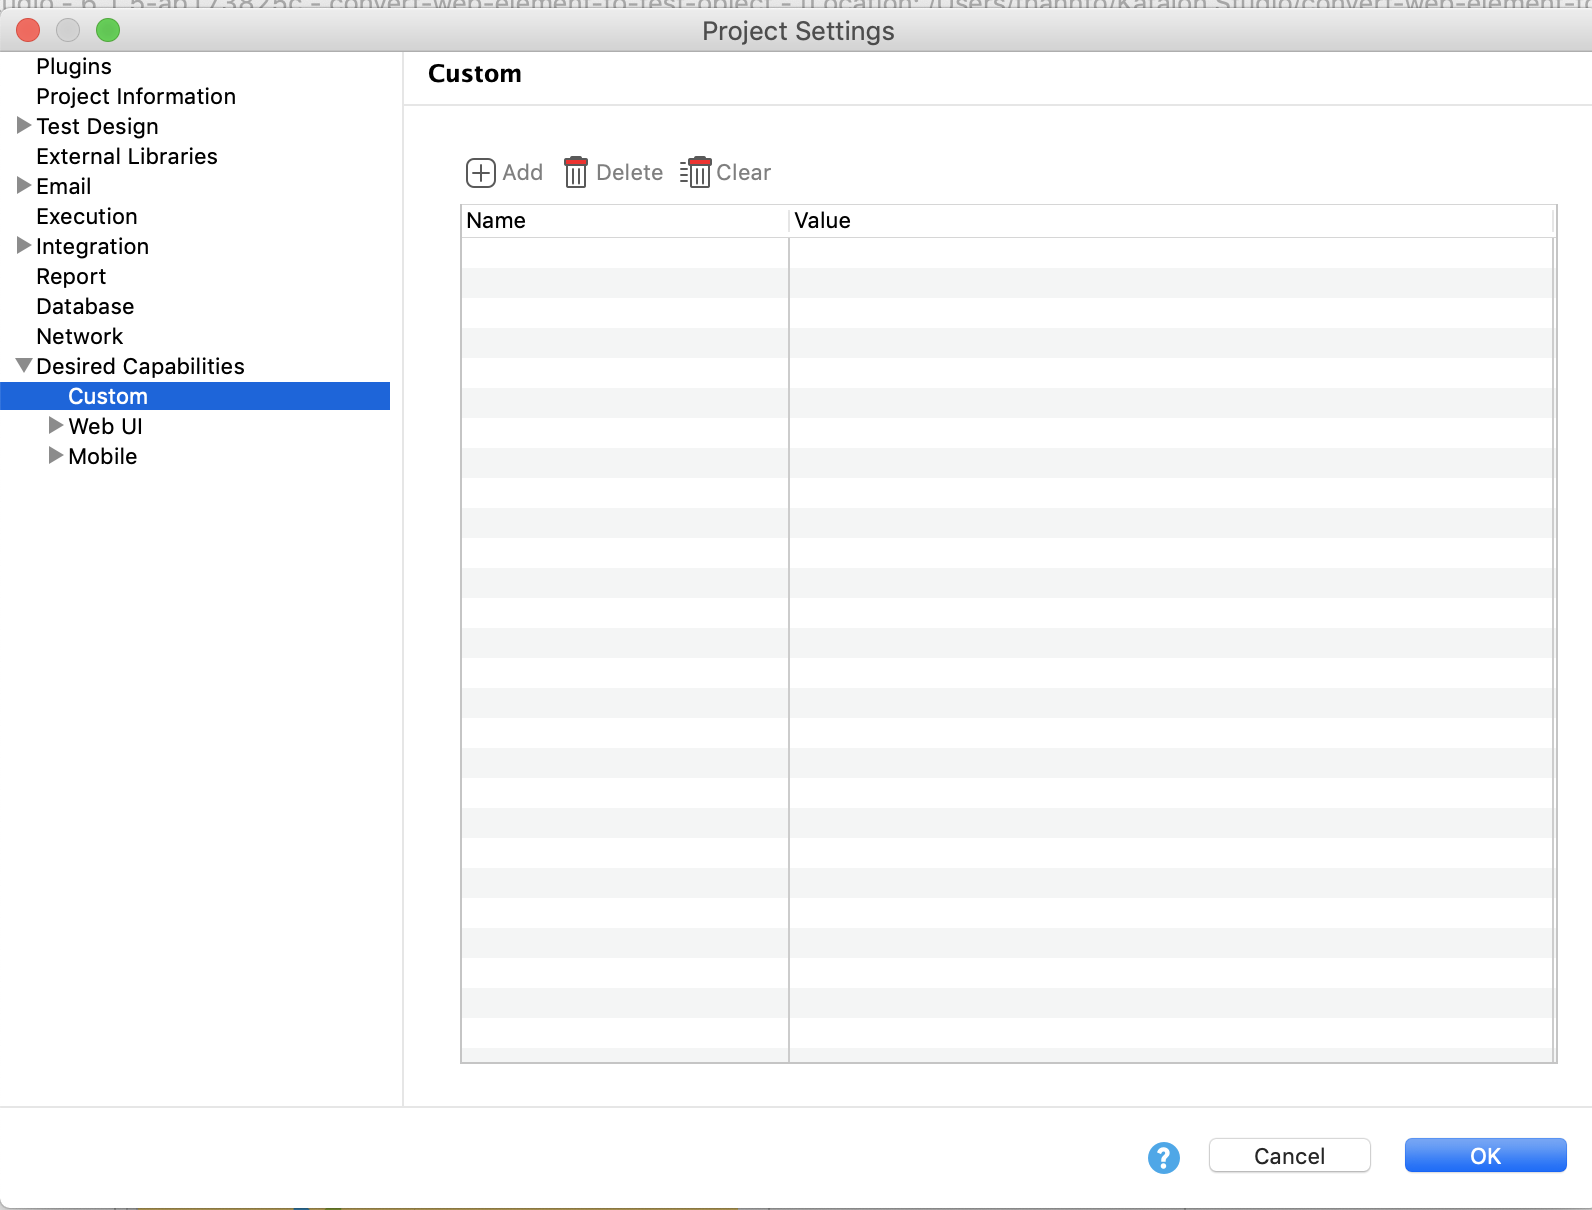 Project Settings
Plugins
Project Information
Test Design
External Libraries
Email
Execution
Integration
Report
Database
Network
Desired Capabilities
Custom
Web UI
Mobile
Custom
Add Delete Clear
Name Value
? Cancel OK